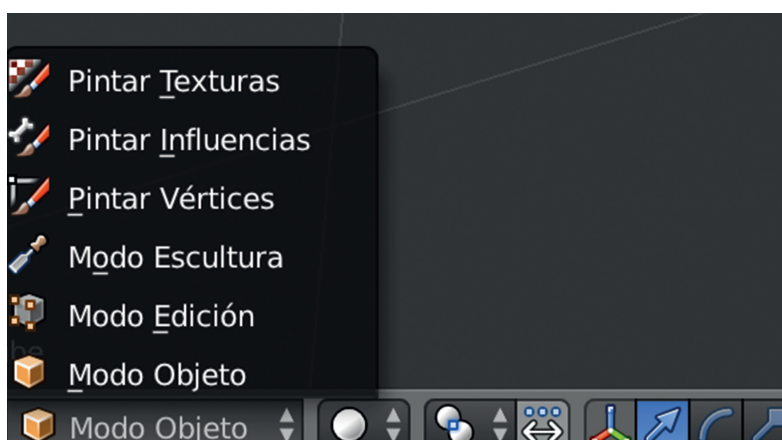 Pintar Texturas
Pintar Influencias
Pintar Vértices
Modo Escultura
Modo Edición
Modo Objeto
Modo Objeto